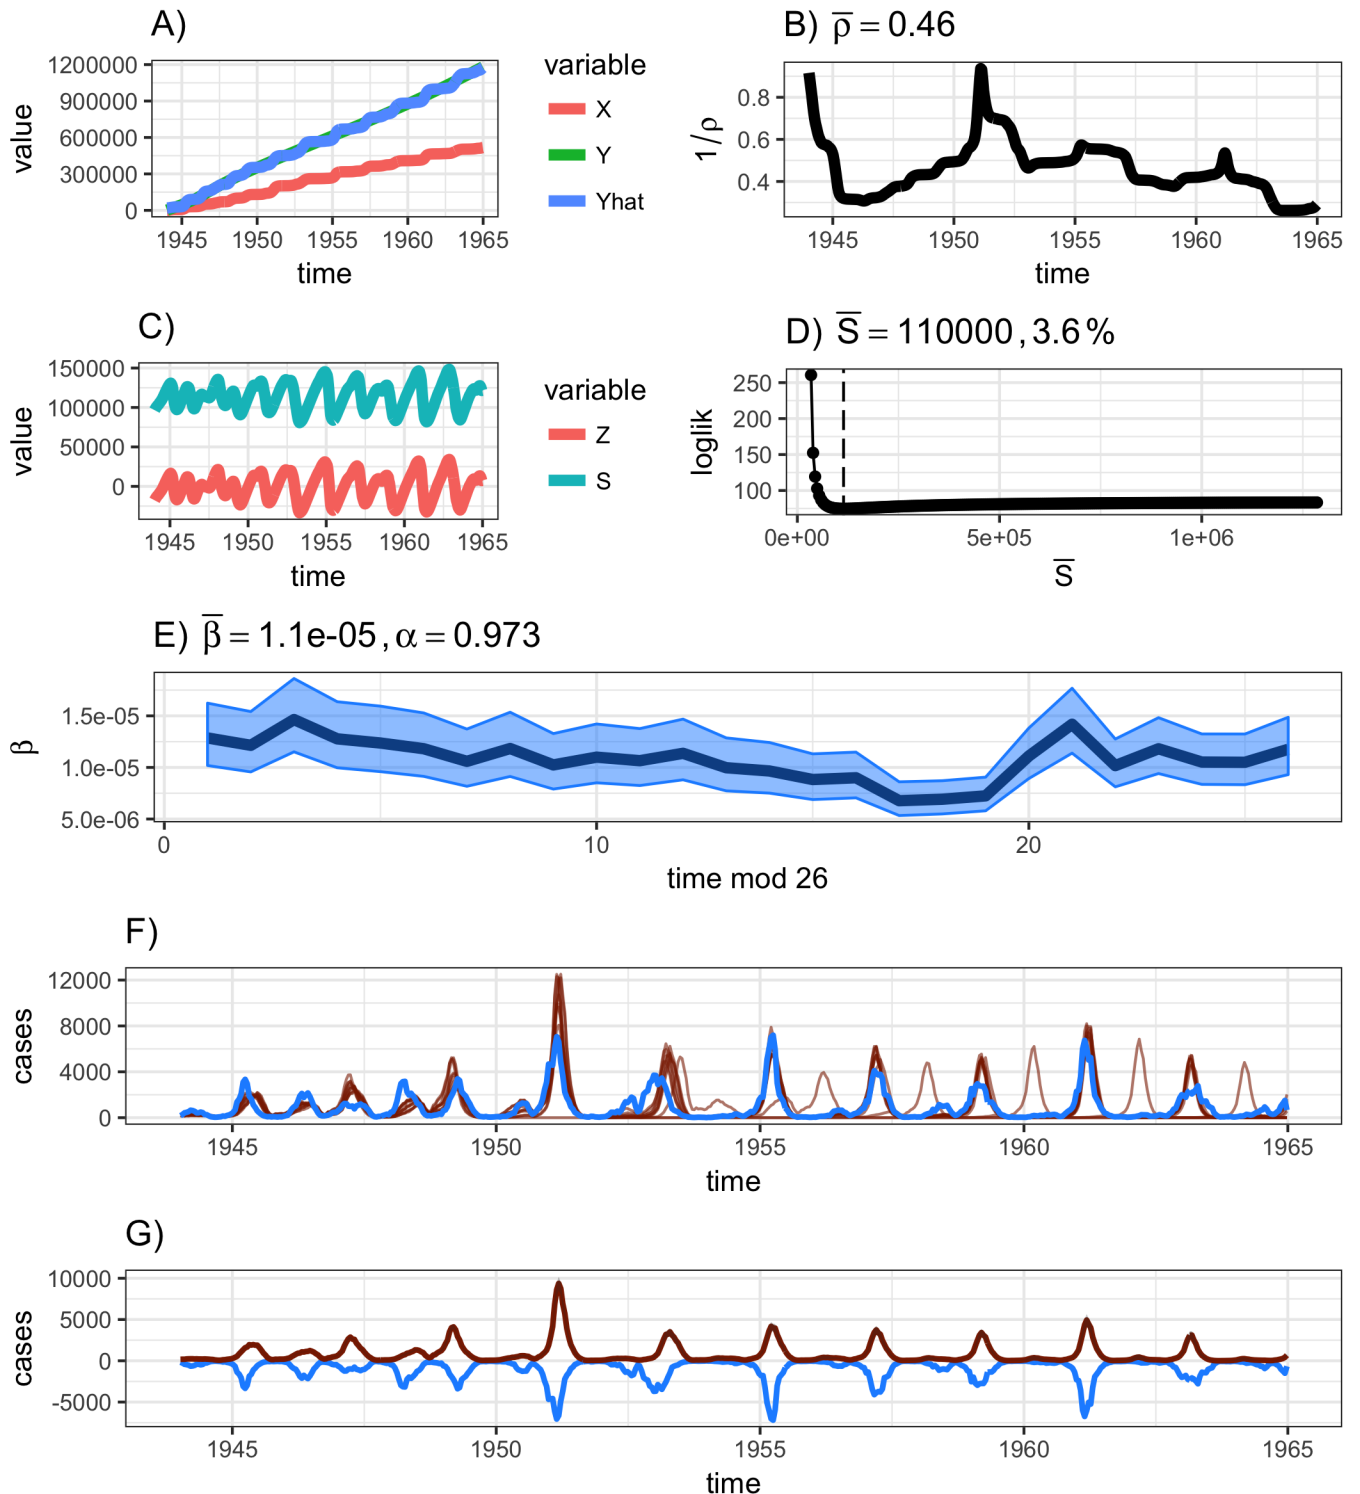 A)
value
1200000
900000
600000
300000
0
1945 1950 1955 1960 1965
time
variable
X
Y
Yhat
B) ρ̅ = 0.46
1/ρ
0.8
0.6
0.4
1945 1950 1955 1960 1965
time
C)
value
150000
100000
50000
0
1945 1950 1955 1960 1965
time
variable
Z
S
D) S̅ = 110000 , 3.6 %
loglik
250
200
150
100
0e+00 5e+05 1e+06
S̅
E) β̅ = 1.1e-05 , α = 0.973
β
1.5e-05
1.0e-05
5.0e-06
0 10 20
time mod 26
F)
cases
12000
8000
4000
0
1945 1950 1955 1960 1965
time
G)
cases
10000
5000
0
-5000
1945 1950 1955 1960 1965
time